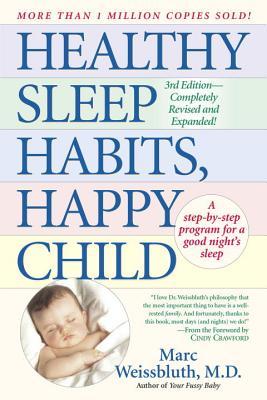 MORE THAN 1 MILLION COPIES SOLD!
HEALTHY
SLEEP
3rd Edition—
Completely
Revised and
Expanded!
HABITS,
HAPPY
CHILD
A
step-by-step
program for a
good night's
sleep
"I love Dr. Weissbluth's philosophy that
the most important thing to have is a well-
rested family. And fortunately, thanks to
this book, most days (and nights) we do!"
—From the Foreword by
CINDY CRAWFORD
Marc
Weissbluth, M.D.
Author of Your Fussy Baby